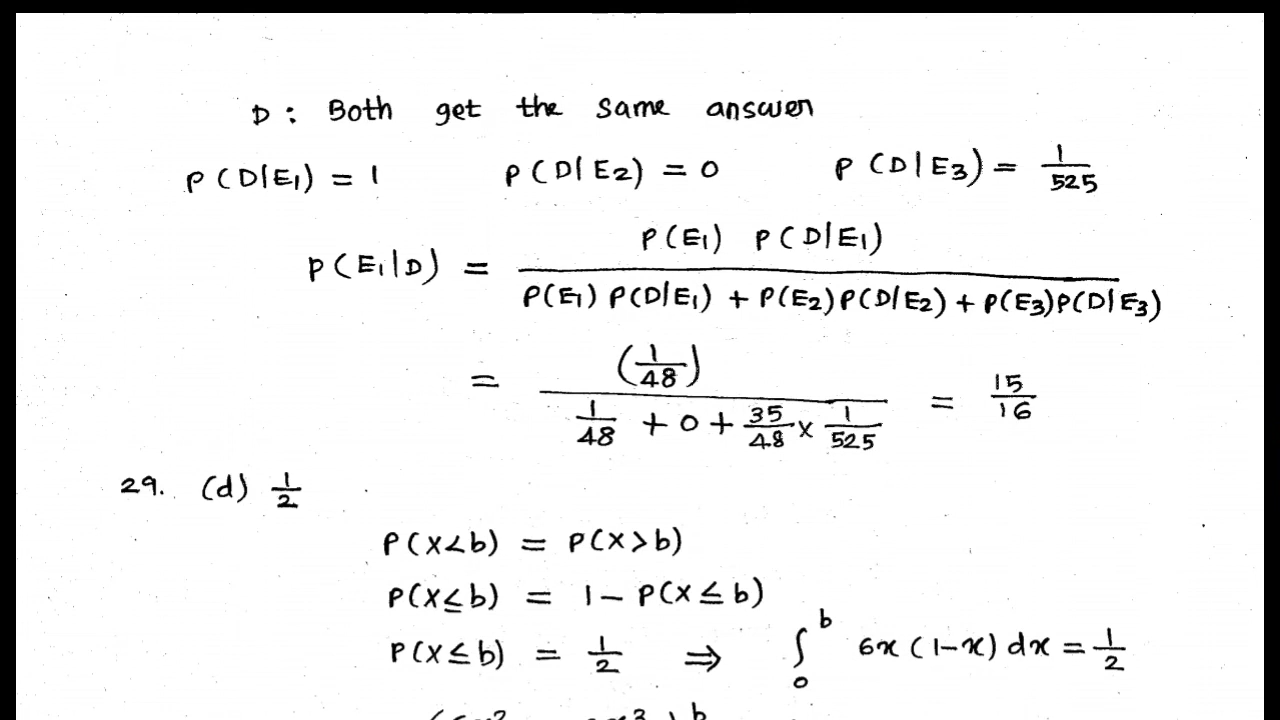 D : Both get the same answer
P(D|E1) = 1 P(D|E2) = 0 P(D|E3) = 1/525
P(E1|D) = P(E1) P(D|E1) / P(E1)P(D|E1) + P(E2)P(D|E2) + P(E3)P(D|E3)
= (1/48) / 1/48 + 0 + 35/48 × 1/525 = 15/16
29. (d) 1/2
P(X<b) = P(X>b)
P(X≤b) = 1 − P(X≤b)
P(X≤b) = 1/2 ⇒ ∫₀ᵇ 6x(1−x)dx = 1/2